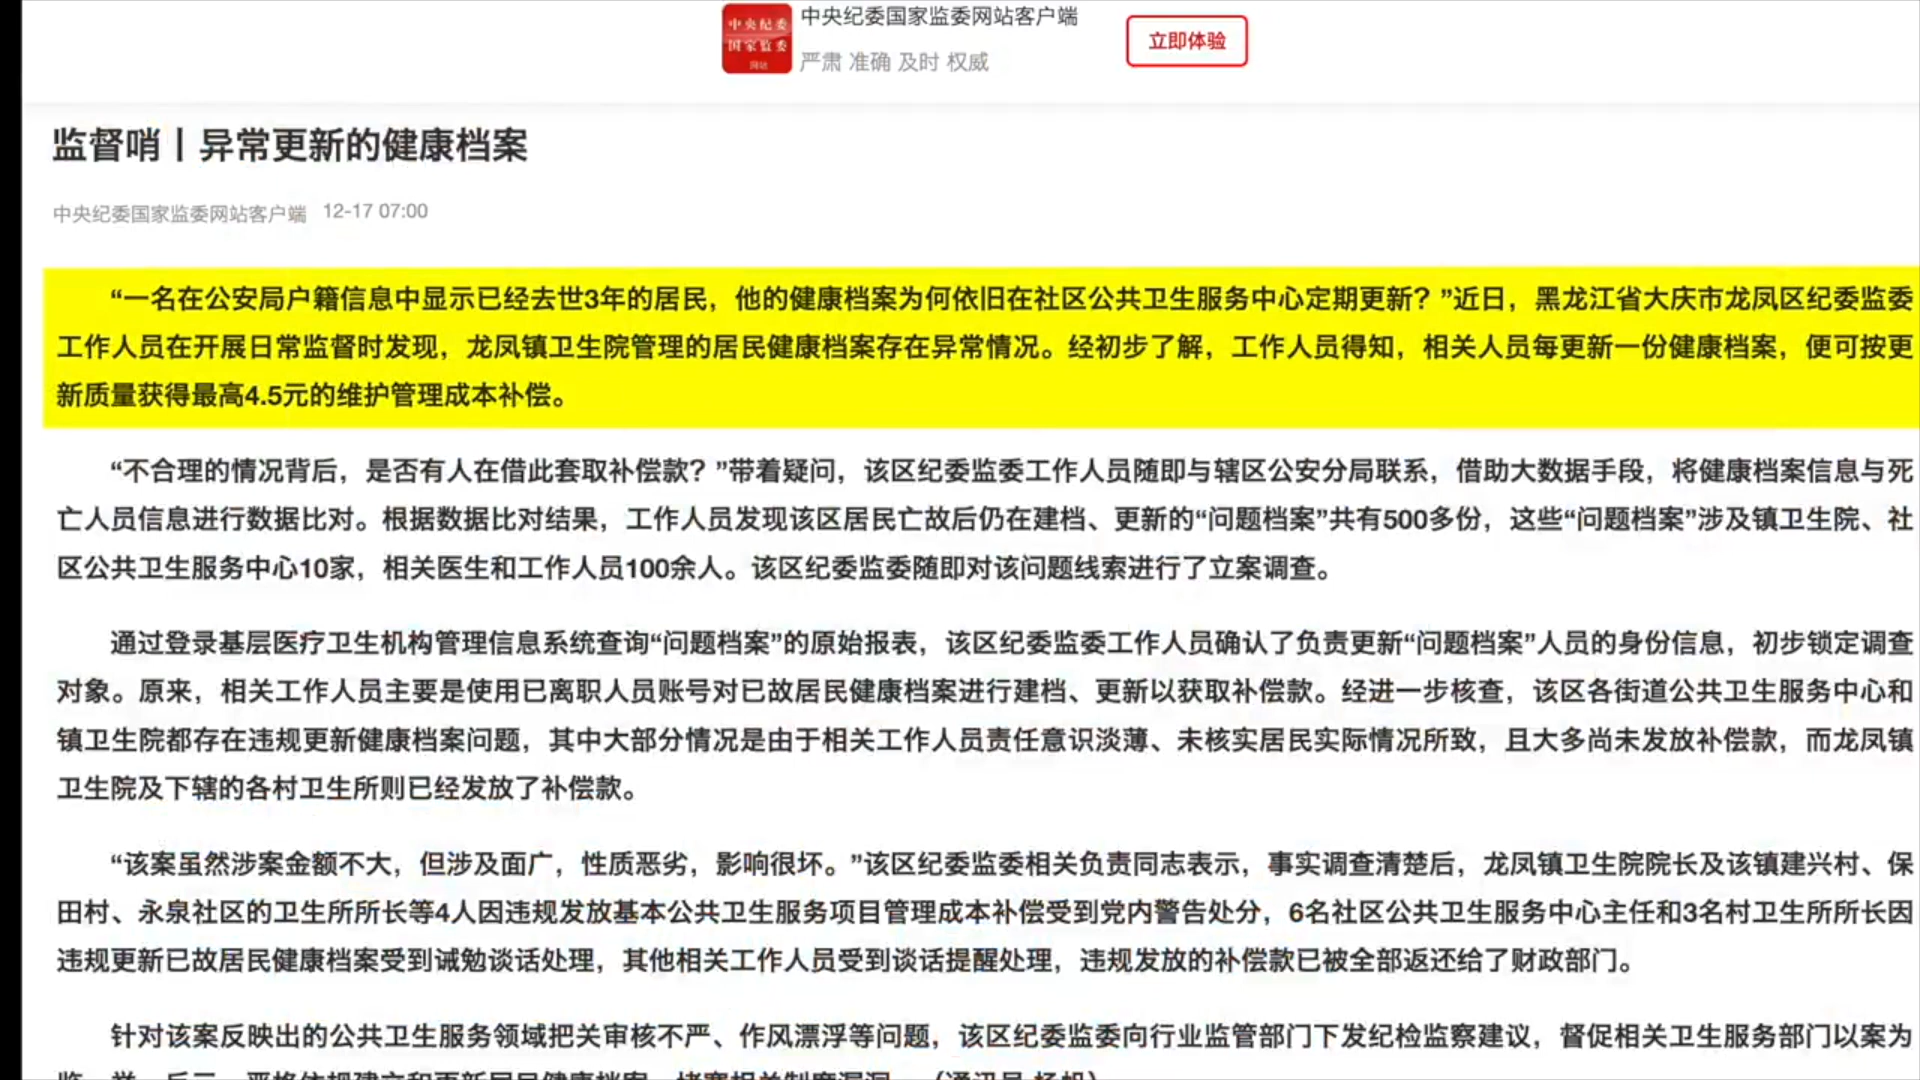 中央纪委
国家监委
网站
中央纪委国家监委网站客户端
严肃 准确 及时 权威
立即体验
监督哨丨异常更新的健康档案
中央纪委国家监委网站客户端 12-17 07:00
“一名在公安局户籍信息中显示已经去世3年的居民，他的健康档案为何依旧在社区公共卫生服务中心定期更新？”近日，黑龙江省大庆市龙凤区纪委监委
工作人员在开展日常监督时发现，龙凤镇卫生院管理的居民健康档案存在异常情况。经初步了解，工作人员得知，相关人员每更新一份健康档案，便可按更
新质量获得最高4.5元的维护管理成本补偿。
“不合理的情况背后，是否有人在借此套取补偿款？”带着疑问，该区纪委监委工作人员随即与辖区公安分局联系，借助大数据手段，将健康档案信息与死
亡人员信息进行数据比对。根据数据比对结果，工作人员发现该区居民亡故后仍在建档、更新的“问题档案”共有500多份，这些“问题档案”涉及镇卫生院、社
区公共卫生服务中心10家，相关医生和工作人员100余人。该区纪委监委随即对该问题线索进行了立案调查。
通过登录基层医疗卫生机构管理信息系统查询“问题档案”的原始报表，该区纪委监委工作人员确认了负责更新“问题档案”人员的身份信息，初步锁定调查
对象。原来，相关工作人员主要是使用已离职人员账号对已故居民健康档案进行建档、更新以获取补偿款。经进一步核查，该区各街道公共卫生服务中心和
镇卫生院都存在违规更新健康档案问题，其中大部分情况是由于相关工作人员责任意识淡薄、未核实居民实际情况所致，且大多尚未发放补偿款，而龙凤镇
卫生院及下辖的各村卫生所则已经发放了补偿款。
“该案虽然涉案金额不大，但涉及面广，性质恶劣，影响很坏。”该区纪委监委相关负责同志表示，事实调查清楚后，龙凤镇卫生院院长及该镇建兴村、保
田村、永泉社区的卫生所所长等4人因违规发放基本公共卫生服务项目管理成本补偿受到党内警告处分，6名社区公共卫生服务中心主任和3名村卫生所所长因
违规更新已故居民健康档案受到诫勉谈话处理，其他相关工作人员受到谈话提醒处理，违规发放的补偿款已被全部返还给了财政部门。
针对该案反映出的公共卫生服务领域把关审核不严、作风漂浮等问题，该区纪委监委向行业监管部门下发纪检监察建议，督促相关卫生服务部门以案为